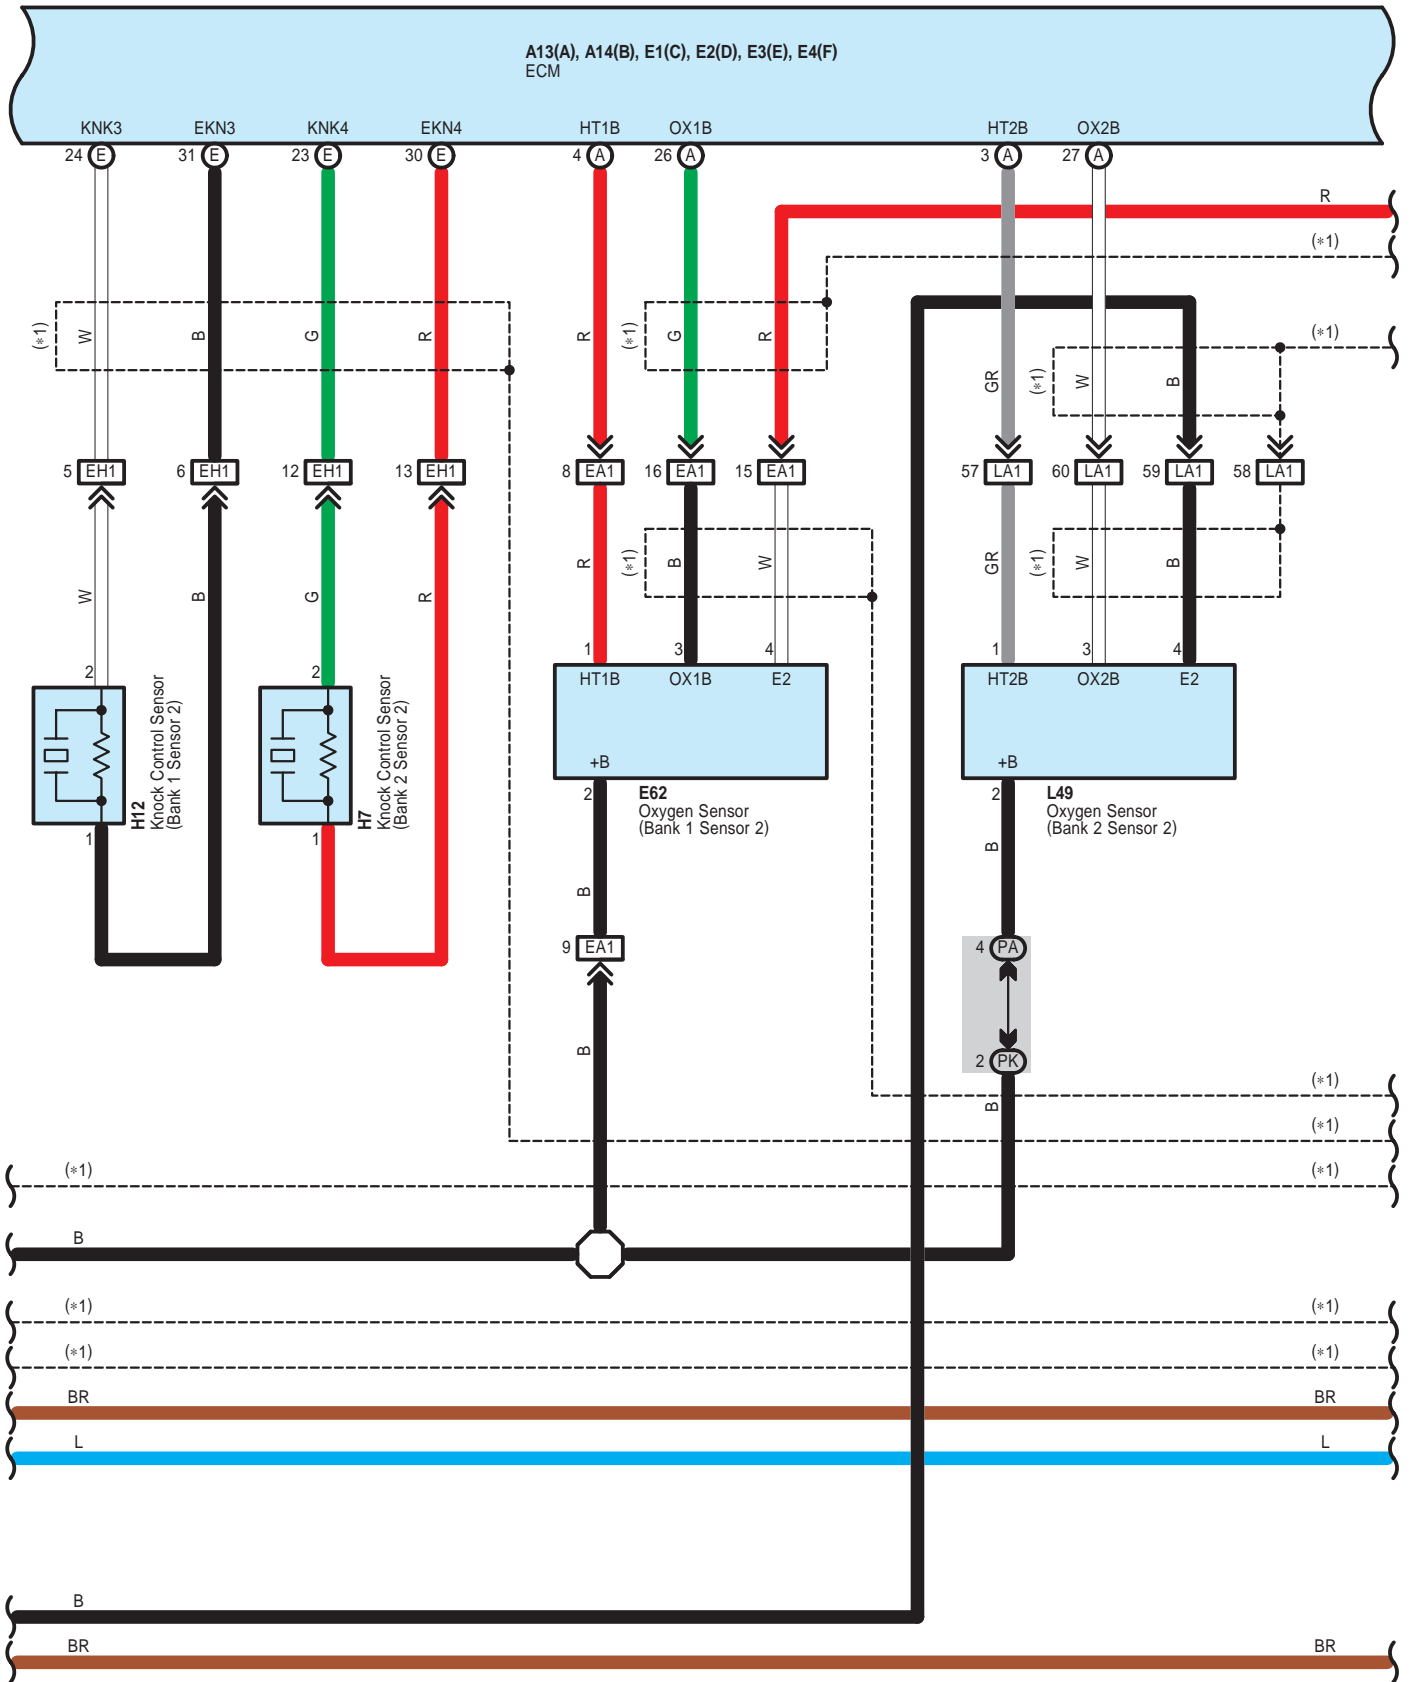 A13(A), A14(B), E1(C), E2(D), E3(E), E4(F)
ECM
KNK3 EKN3 KNK4 EKN4 HT1B OX1B HT2B OX2B
24 E 31 E 23 E 30 E 4 A 26 A 3 A 27 A
R
(*1)
(*1)
(*1) W B G R R (*1) G R
GR (*1) W B
5 EH1 6 EH1 12 EH1 13 EH1 8 EA1 16 EA1 15 EA1 57 LA1 60 LA1 59 LA1 58 LA1
R (*1) B W GR (*1) W B
W B G R
1 3 4 1 3 4
2 2
HT1B OX1B E2 HT2B OX2B E2
+B +B
H12
Knock Control Sensor
(Bank 1 Sensor 2)
H7
Knock Control Sensor
(Bank 2 Sensor 2)
1 1
2 E62
Oxygen Sensor
(Bank 1 Sensor 2)
2 L49
Oxygen Sensor
(Bank 2 Sensor 2)
B
B
9 EA1 4 PA
B
2 PK
(*1)
B
(*1)
(*1) (*1)
B
(*1) (*1)
(*1) (*1)
BR BR
L L
B
BR BR